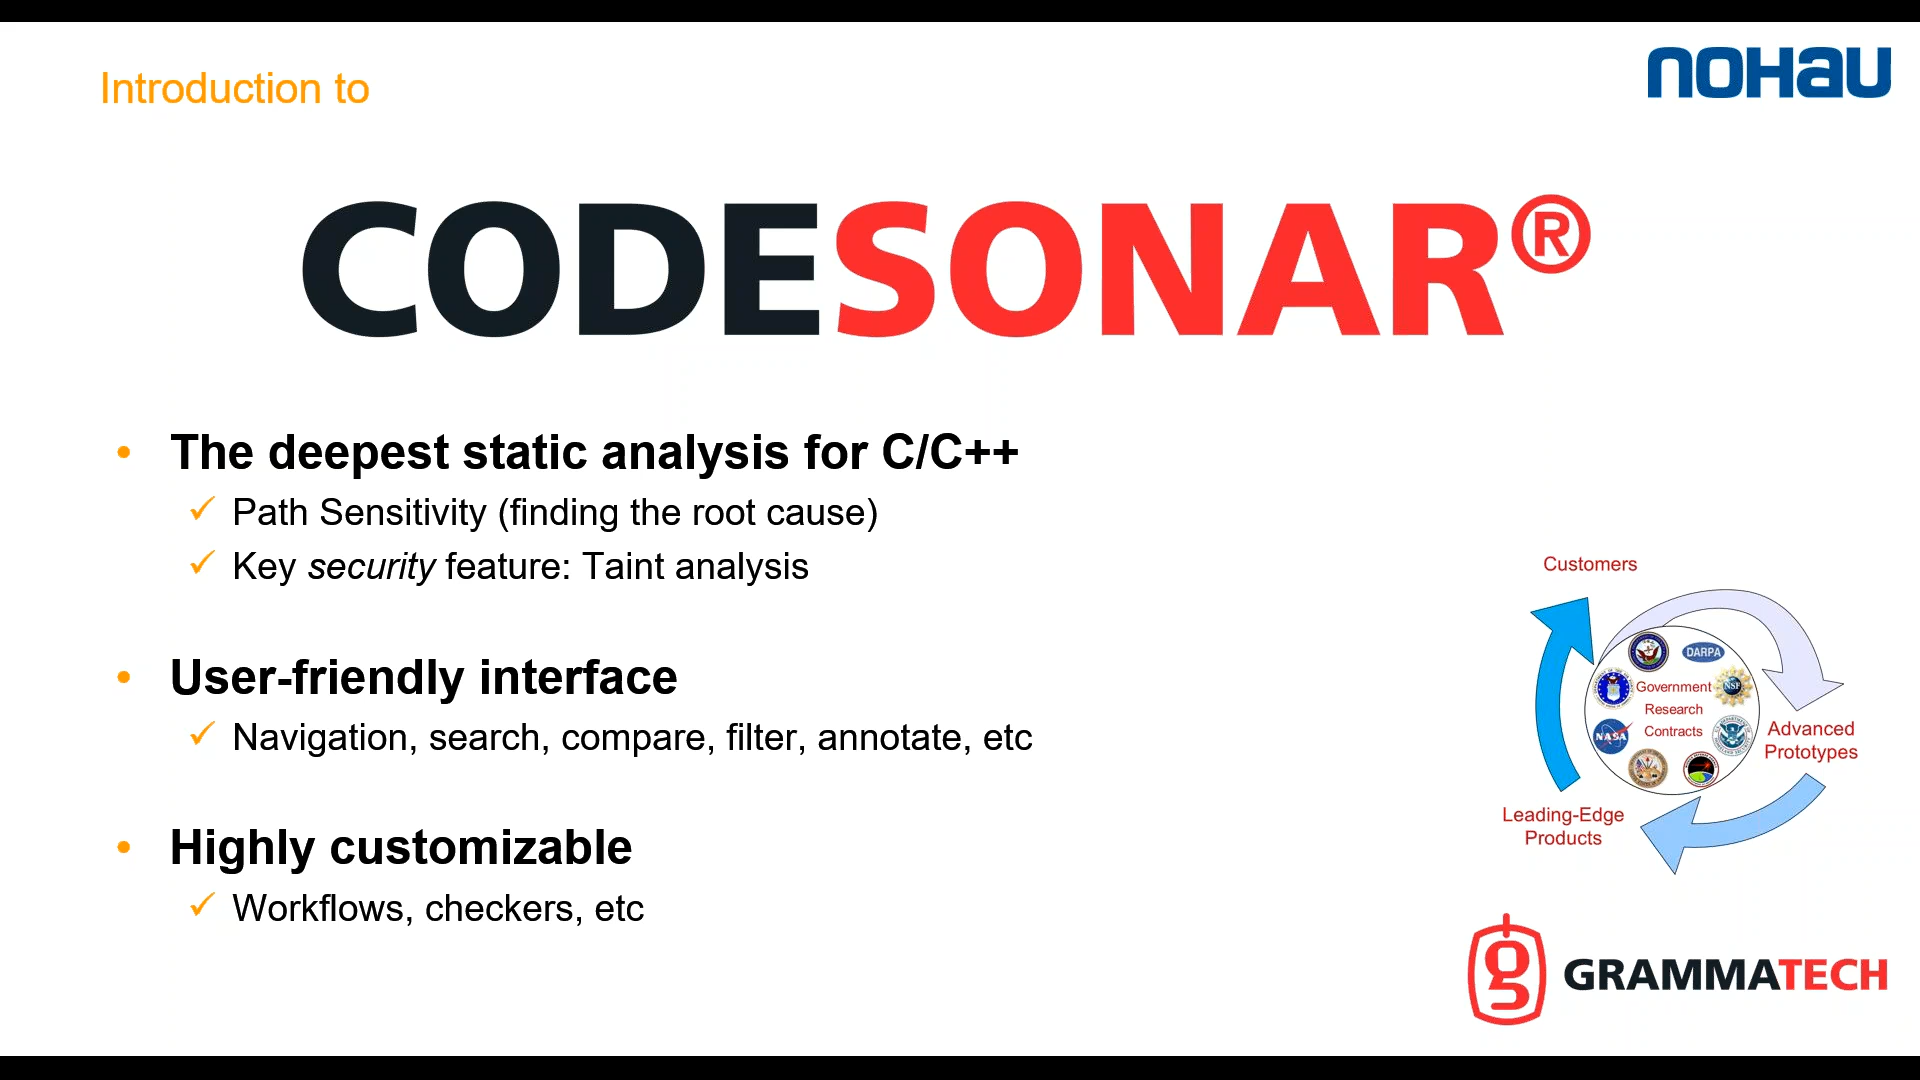 Introduction to
NOHAU
CODESONAR®
• The deepest static analysis for C/C++
✓ Path Sensitivity (finding the root cause)
✓ Key security feature: Taint analysis
• User-friendly interface
✓ Navigation, search, compare, filter, annotate, etc
• Highly customizable
✓ Workflows, checkers, etc
Customers
DARPA
Government
NSF
Research
Contracts
NASA
Advanced
Prototypes
Leading-Edge
Products
GRAMMATECH